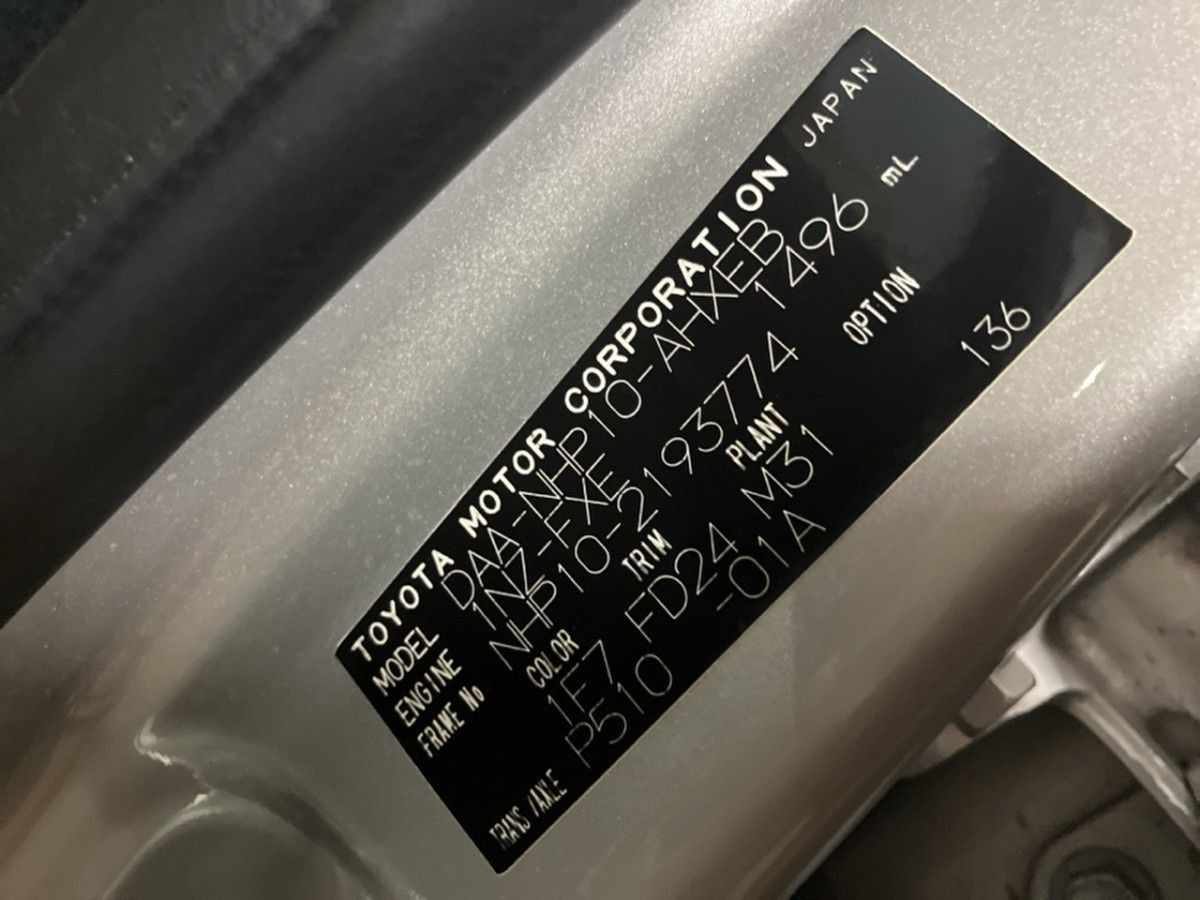 TOYOTA MOTOR CORPORATION JAPAN
MODEL DAA-NHP10-AHXEB
ENGINE 1NZ-FXE 1496 mL
FRAME No NHP10-2193774
COLOR TRIM PLANT OPTION
1F7 FD24 M31 136
TRANS/AXLE P510 -01A